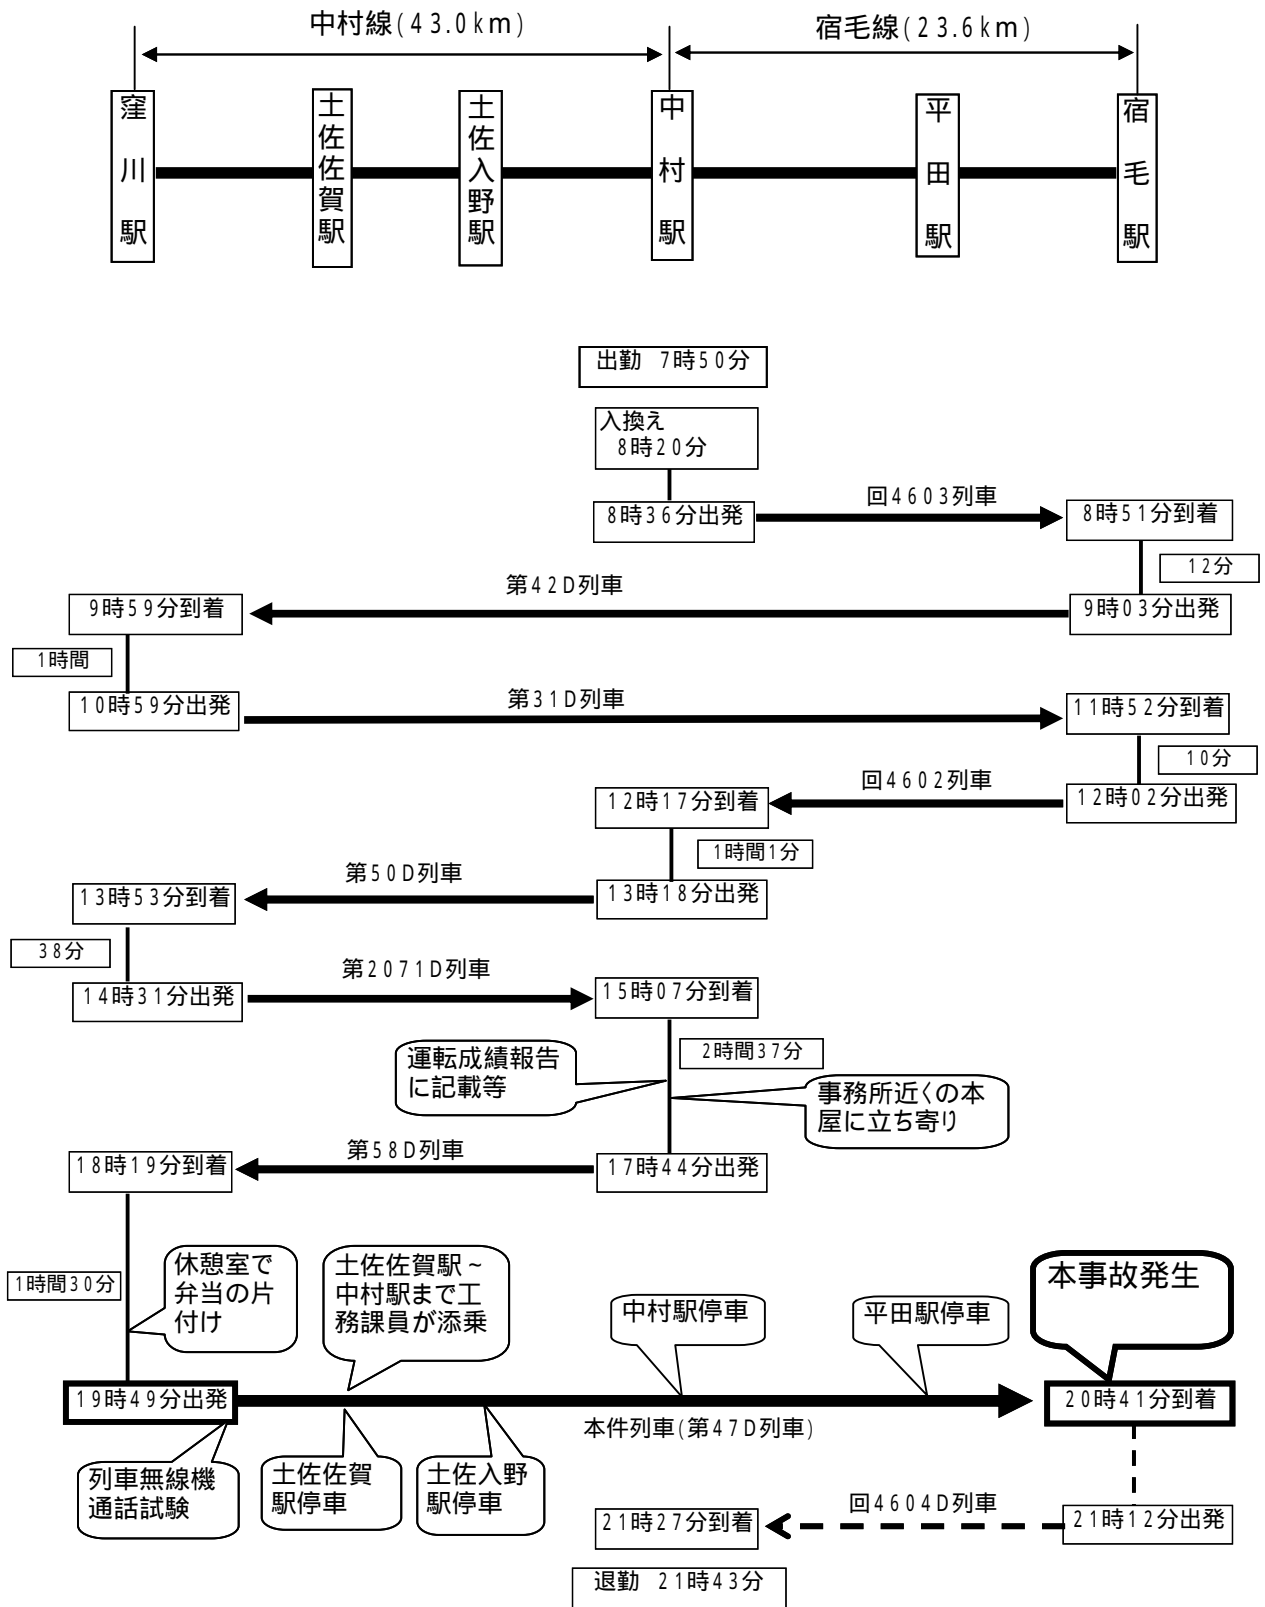 中村線(43.0km)
宿毛線(23.6km)
窪川駅
土佐佐賀駅
土佐入野駅
中村駅
平田駅
宿毛駅
出勤 7時50分
入換え
8時20分
8時36分出発
回4603列車
8時51分到着
12分
9時03分出発
第42D列車
9時59分到着
1時間
10時59分出発
第31D列車
11時52分到着
10分
12時02分出発
回4602列車
12時17分到着
1時間1分
13時18分出発
第50D列車
13時53分到着
38分
14時31分出発
第2071D列車
15時07分到着
2時間37分
運転成績報告
に記載等
事務所近くの本
屋に立ち寄り
17時44分出発
第58D列車
18時19分到着
1時間30分
休憩室で
弁当の片
付け
土佐佐賀駅~
中村駅まで工
務課員が添乗
中村駅停車
平田駅停車
本事故発生
19時49分出発
20時41分到着
本件列車(第47D列車)
列車無線機
通話試験
土佐佐賀
駅停車
土佐入野
駅停車
回4604D列車
21時12分出発
21時27分到着
退勤 21時43分